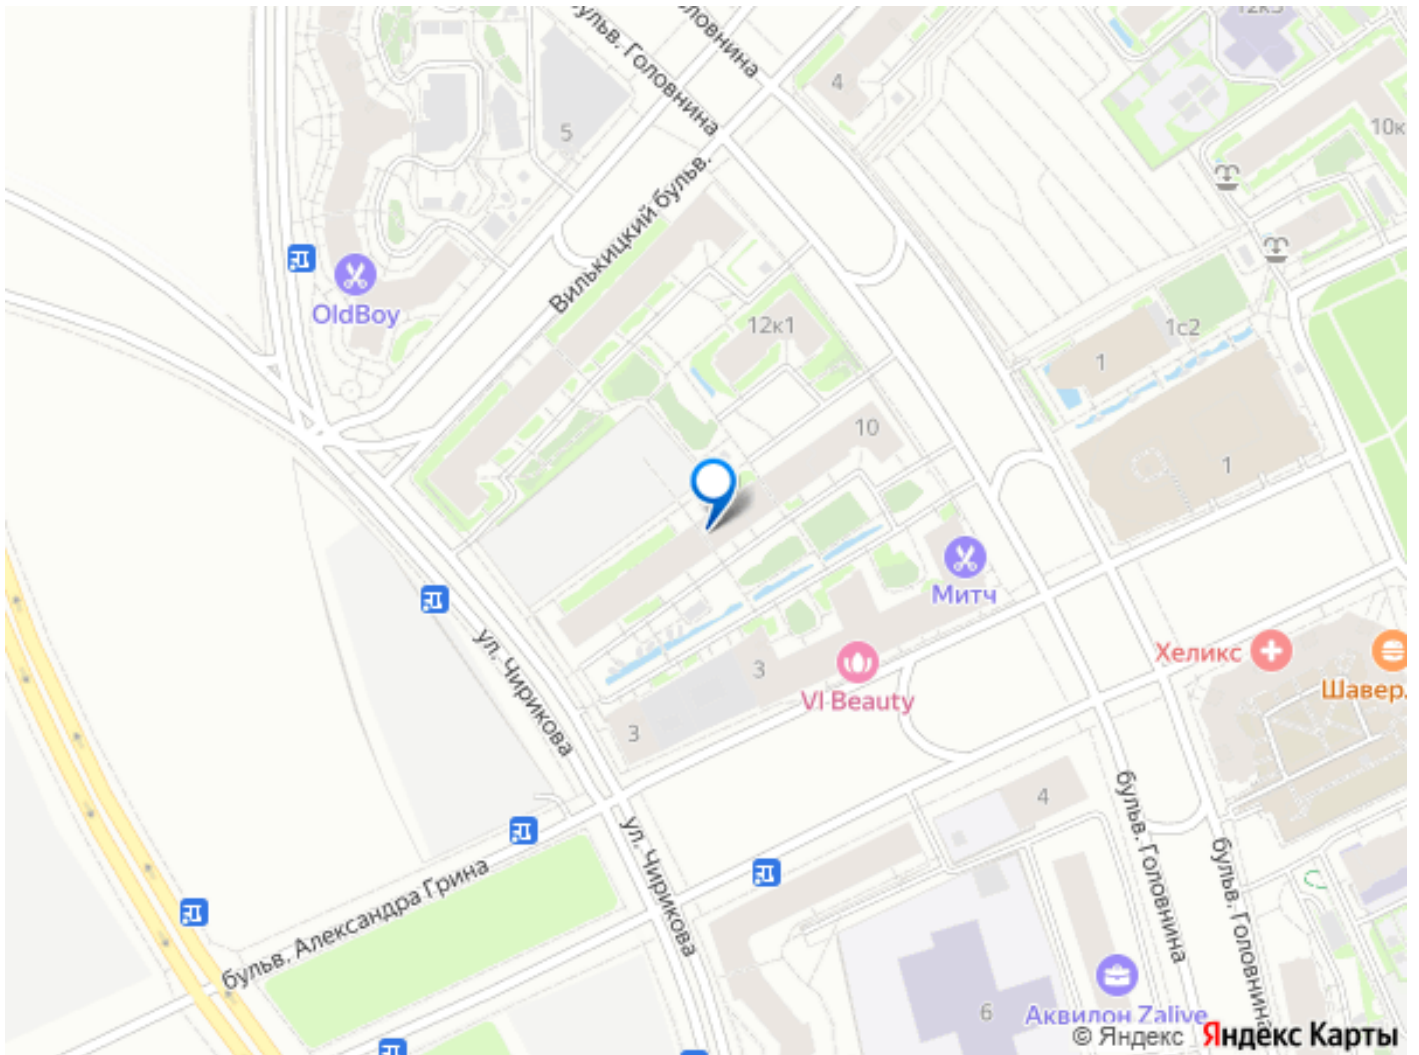 12к3
бульв. Головнина
Головнина
4
5
10к
Вилькицкий бульв.
OldBoy
12к1
1с2
1
10
1
Митч
ул. Чирикова
3
VI Beauty
Хеликс
Шавер.
3
4
бульв. Головнина
ул. Чирикова
бульв. Головнина
бульв. Александра Грина
6
Аквилон Zalive
© Яндекс Яндекс Карты